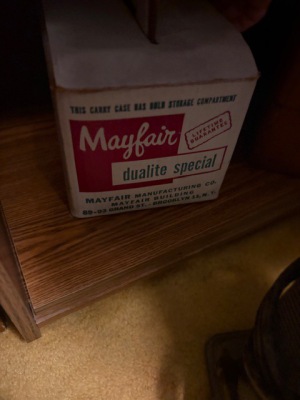 THIS CARRY CASE HAS BULB STORAGE COMPARTMENT
Mayfair
LIFETIME
GUARANTEE
dualite special
MAYFAIR MANUFACTURING CO.
MAYFAIR BUILDING
GRAND ST., BROOKLYN
N.Y.